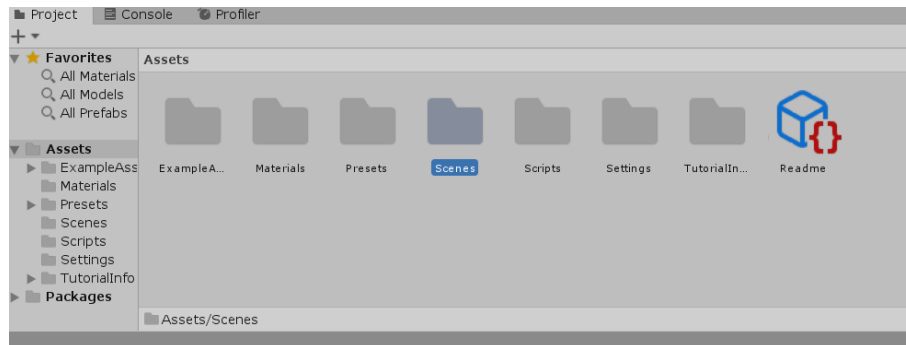 Project Console Profiler
Favorites
All Materials
All Models
All Prefabs
Assets
ExampleAss
Materials
Presets
Scenes
Scripts
Settings
TutorialInfo
Packages
Assets
ExampleA... Materials Presets Scenes Scripts Settings TutorialIn... Readme
Assets/Scenes